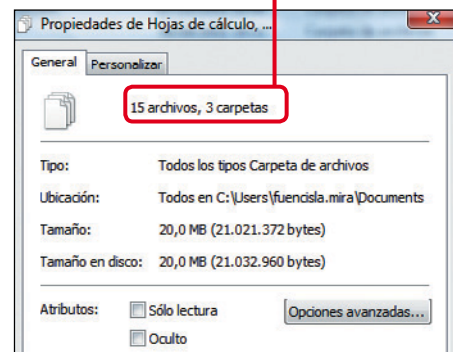 Propiedades de Hojas de cálculo, ...
General Personalizar
15 archivos, 3 carpetas
Tipo: Todos los tipos Carpeta de archivos
Ubicación: Todos en C:\Users\fuencisla.mira\Documents
Tamaño: 20,0 MB (21.021.372 bytes)
Tamaño en disco: 20,0 MB (21.032.960 bytes)
Atributos: Sólo lectura Opciones avanzadas...
Oculto